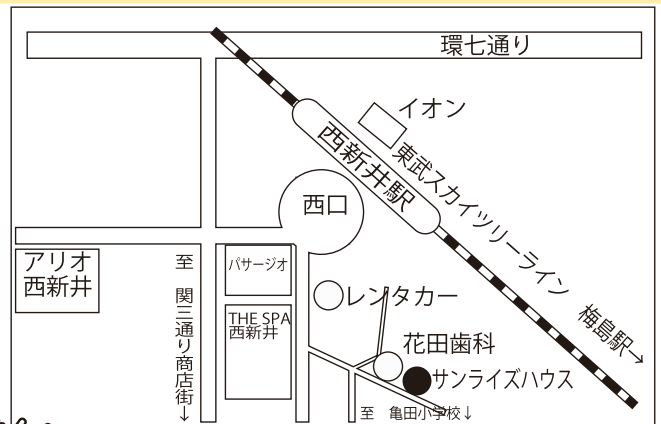 環七通り
イオン
西新井駅
東武スカイツリーライン
梅島駅→
西口
アリオ
西新井
至 関三通り商店街↓
パサージオ
THE SPA
西新井
レンタカー
花田歯科
サンライズハウス
至 亀田小学校↓